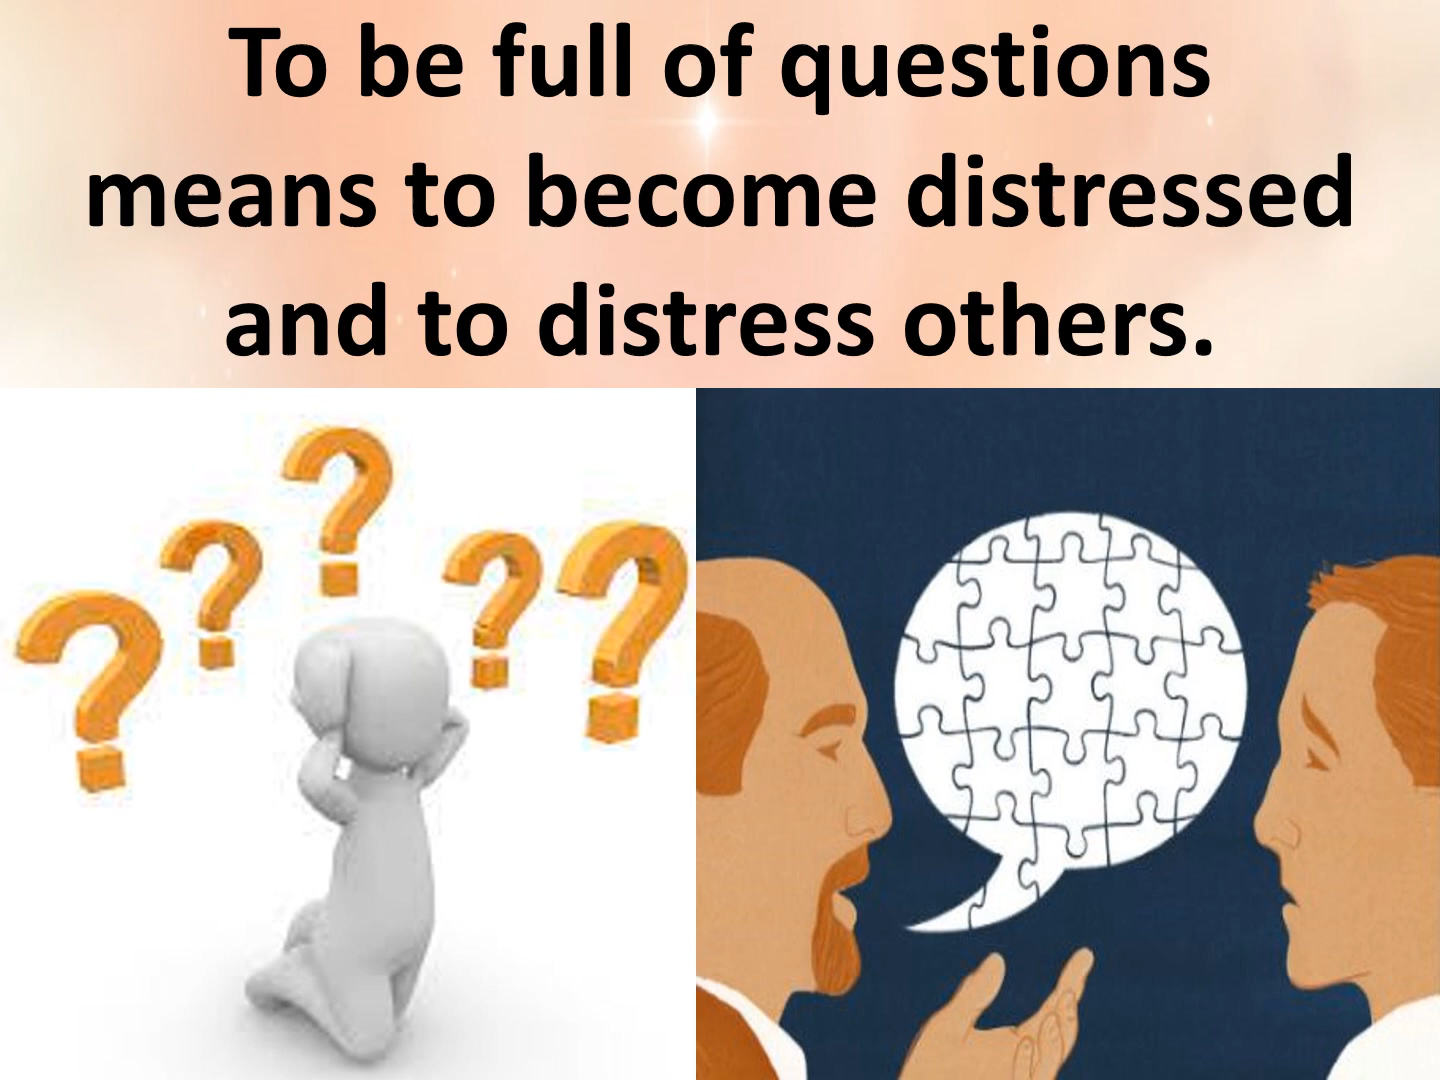 To be full of questions
means to become distressed
and to distress others.